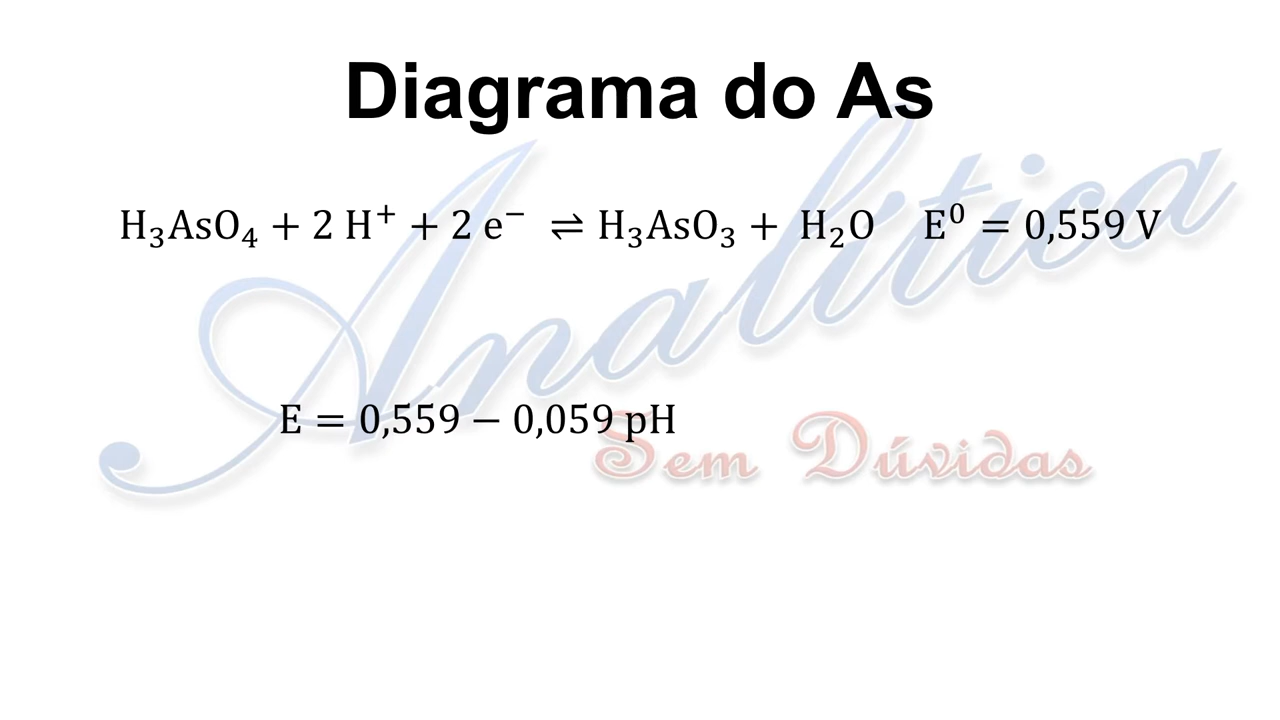 Diagrama do As
H₃AsO₄ + 2 H⁺ + 2 e⁻ ⇌ H₃AsO₃ + H₂O E⁰ = 0,559 V
E = 0,559 − 0,059 pH
Analítica
Sem Dúvidas